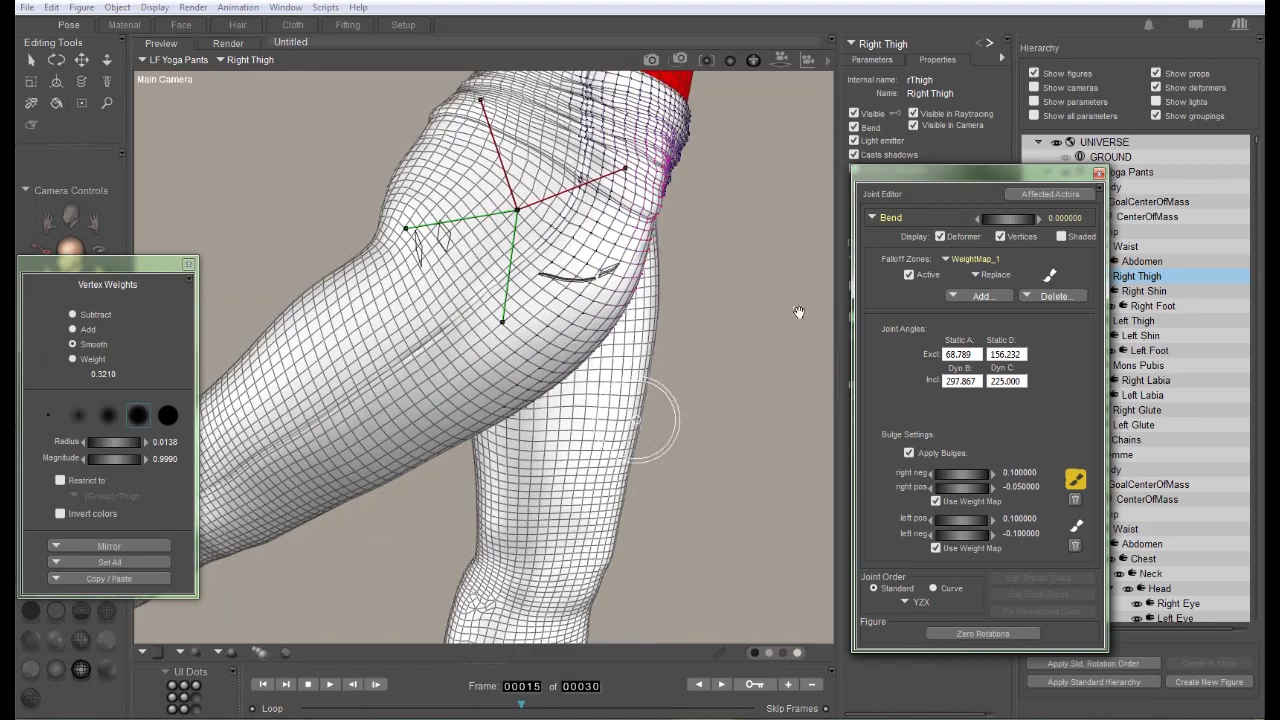 File Edit Figure Object Display Render Animation Window Scripts Help
Pose Material Face Hair Cloth Fitting Setup
Editing Tools
Preview Render Untitled
LF Yoga Pants Right Thigh
Main Camera
Camera Controls
Vertex Weights
Subtract
Add
Smooth
Weight
0.3210
Radius 0.0138
Magnitude 0.9990
Restrict to
[Group] rThigh
Invert colors
Mirror
Set All
Copy / Paste
UI Dots
Frame: 00015 of 00030
Loop Skip Frames
Right Thigh
Parameters Properties
Internal name: rThigh
Name: Right Thigh
Visible Visible in Raytracing
Bend Visible in Camera
Light emitter
Casts shadows
Joint Editor Affected Actors
Bend 0.000000
Display: Deformer Vertices Shaded
Falloff Zones: WeightMap_1
Active Replace
Add... Delete...
Joint Angles: Static A: Static D:
Excl: 68.789 156.232
Dyn B: Dyn C:
Incl: 297.867 225.000
Bulge Settings:
Apply Bulges:
right neg 0.100000
right pos -0.050000
Use Weight Map
left pos 0.100000
left neg -0.100000
Use Weight Map
Joint Order
Standard Curve
YZX
Figure
Zero Rotations
Hierarchy
Show figures Show props
Show cameras Show deformers
Show parameters Show lights
Show all parameters Show groupings
UNIVERSE
GROUND
Yoga Pants
dy
GoalCenterOfMass
CenterOfMass
Waist
Abdomen
Right Thigh
Right Shin
Right Foot
Left Thigh
Left Shin
Left Foot
Mons Pubis
Right Labia
Left Labia
Right Glute
Left Glute
Chains
emme
dy
GoalCenterOfMass
CenterOfMass
ip
Waist
Abdomen
Chest
Neck
Head
Right Eye
Left Eye
Apply Std. Rotation Order
Apply Standard Hierarchy Create New Figure